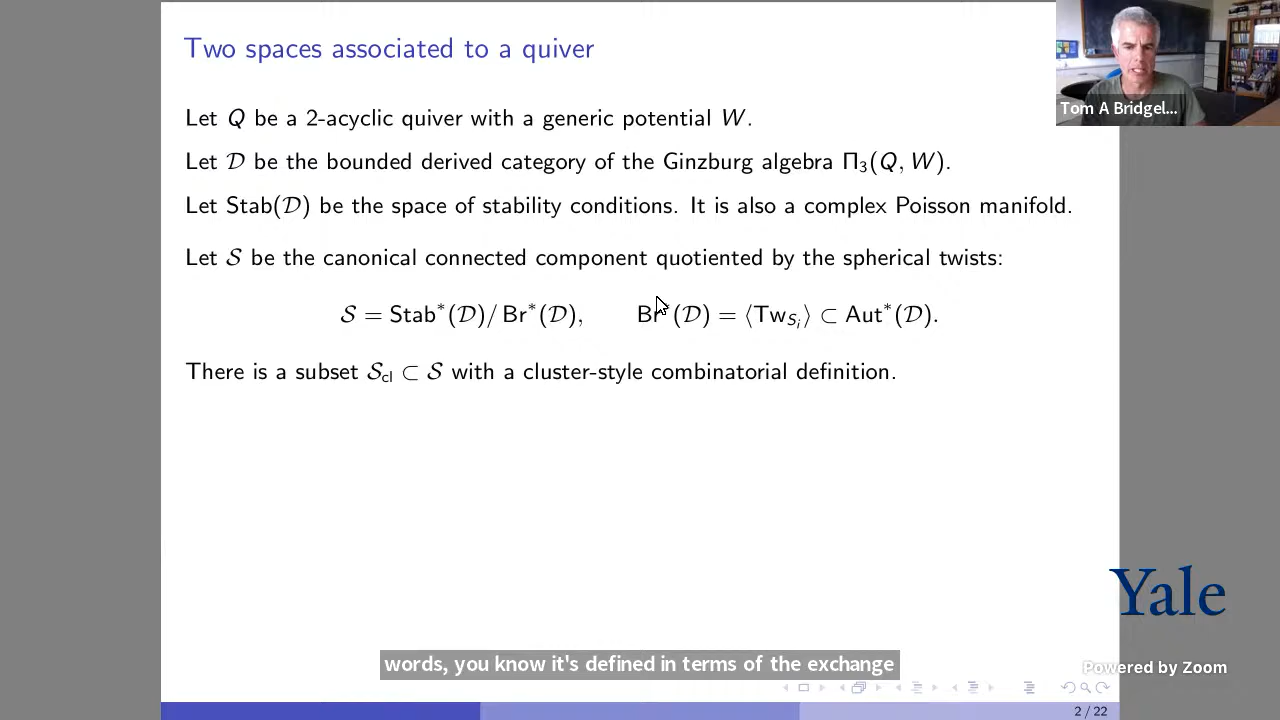 Two spaces associated to a quiver
Let Q be a 2-acyclic quiver with a generic potential W.
Let 𝒟 be the bounded derived category of the Ginzburg algebra Π₃(Q, W).
Let Stab(𝒟) be the space of stability conditions. It is also a complex Poisson manifold.
Let 𝒮 be the canonical connected component quotiented by the spherical twists:
𝒮 = Stab*(𝒟)/ Br*(𝒟), Br*(𝒟) = ⟨Tw_{S_i}⟩ ⊂ Aut*(𝒟).
There is a subset 𝒮_cl ⊂ 𝒮 with a cluster-style combinatorial definition.
Tom A Bridgel...
Yale
words, you know it's defined in terms of the exchange
Powered by Zoom
2 / 22